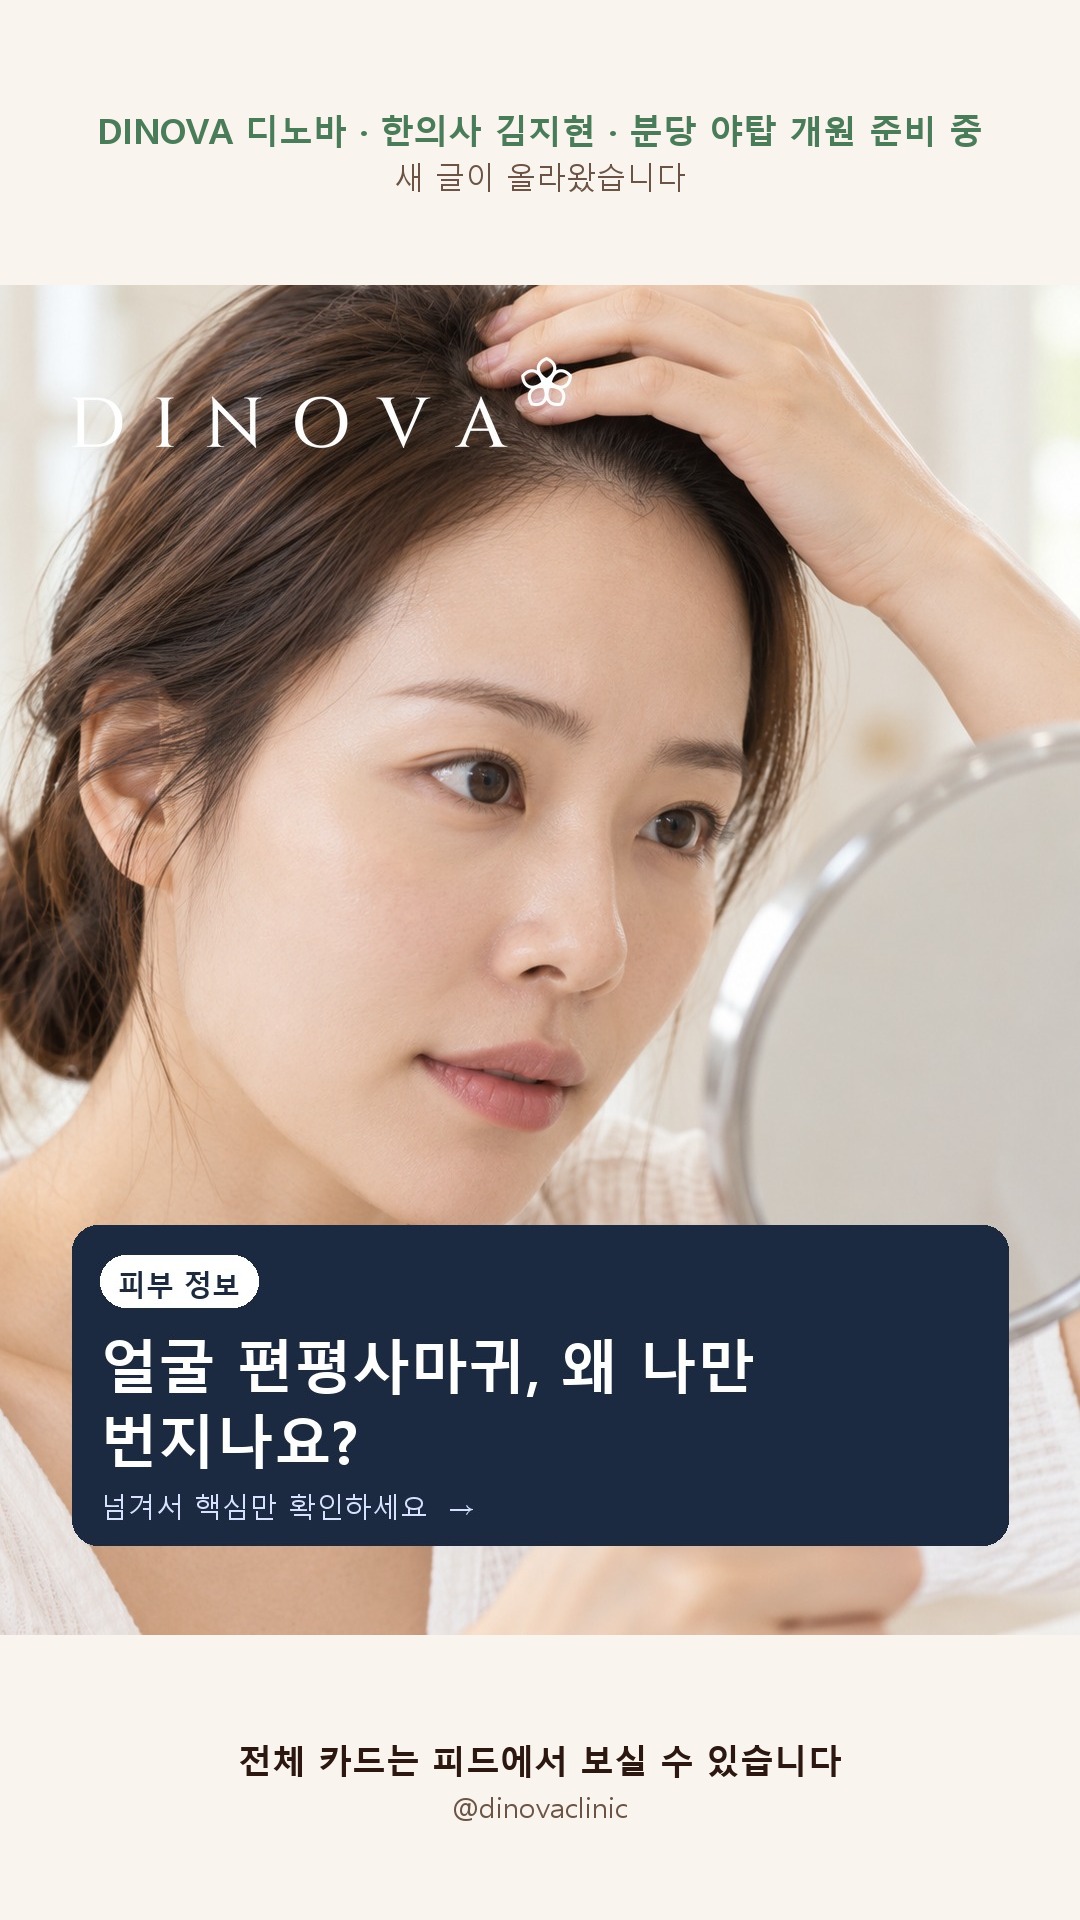 DINOVA 디노바 · 한의사 김지현 · 분당 야탑 개원 준비 중
새 글이 올라왔습니다
DINOVA
피부 정보
얼굴 편평사마귀, 왜 나만
번지나요?
넘겨서 핵심만 확인하세요 →
전체 카드는 피드에서 보실 수 있습니다
@dinovaclinic